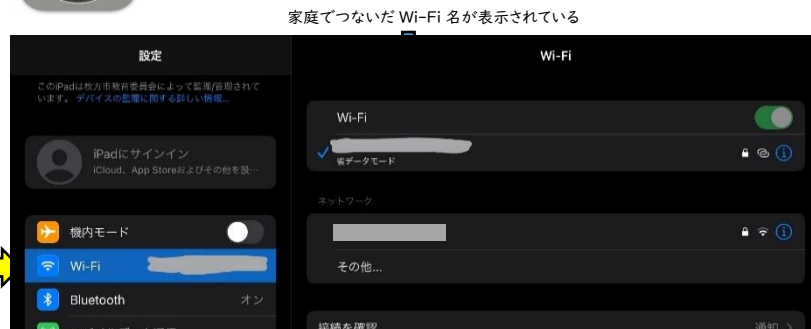 家庭でつないだ Wi-Fi 名が表示されている
設定
Wi-Fi
このiPadは枚方市教育委員会によって監理/管理されて
います。デバイスの監理に関する詳しい情報...
iPadにサインイン
iCloud、App Storeおよびその他を設…
機内モード
Wi-Fi
Bluetooth
オン
Wi-Fi
省データモード
ネットワーク
その他...
接続を確認
通知